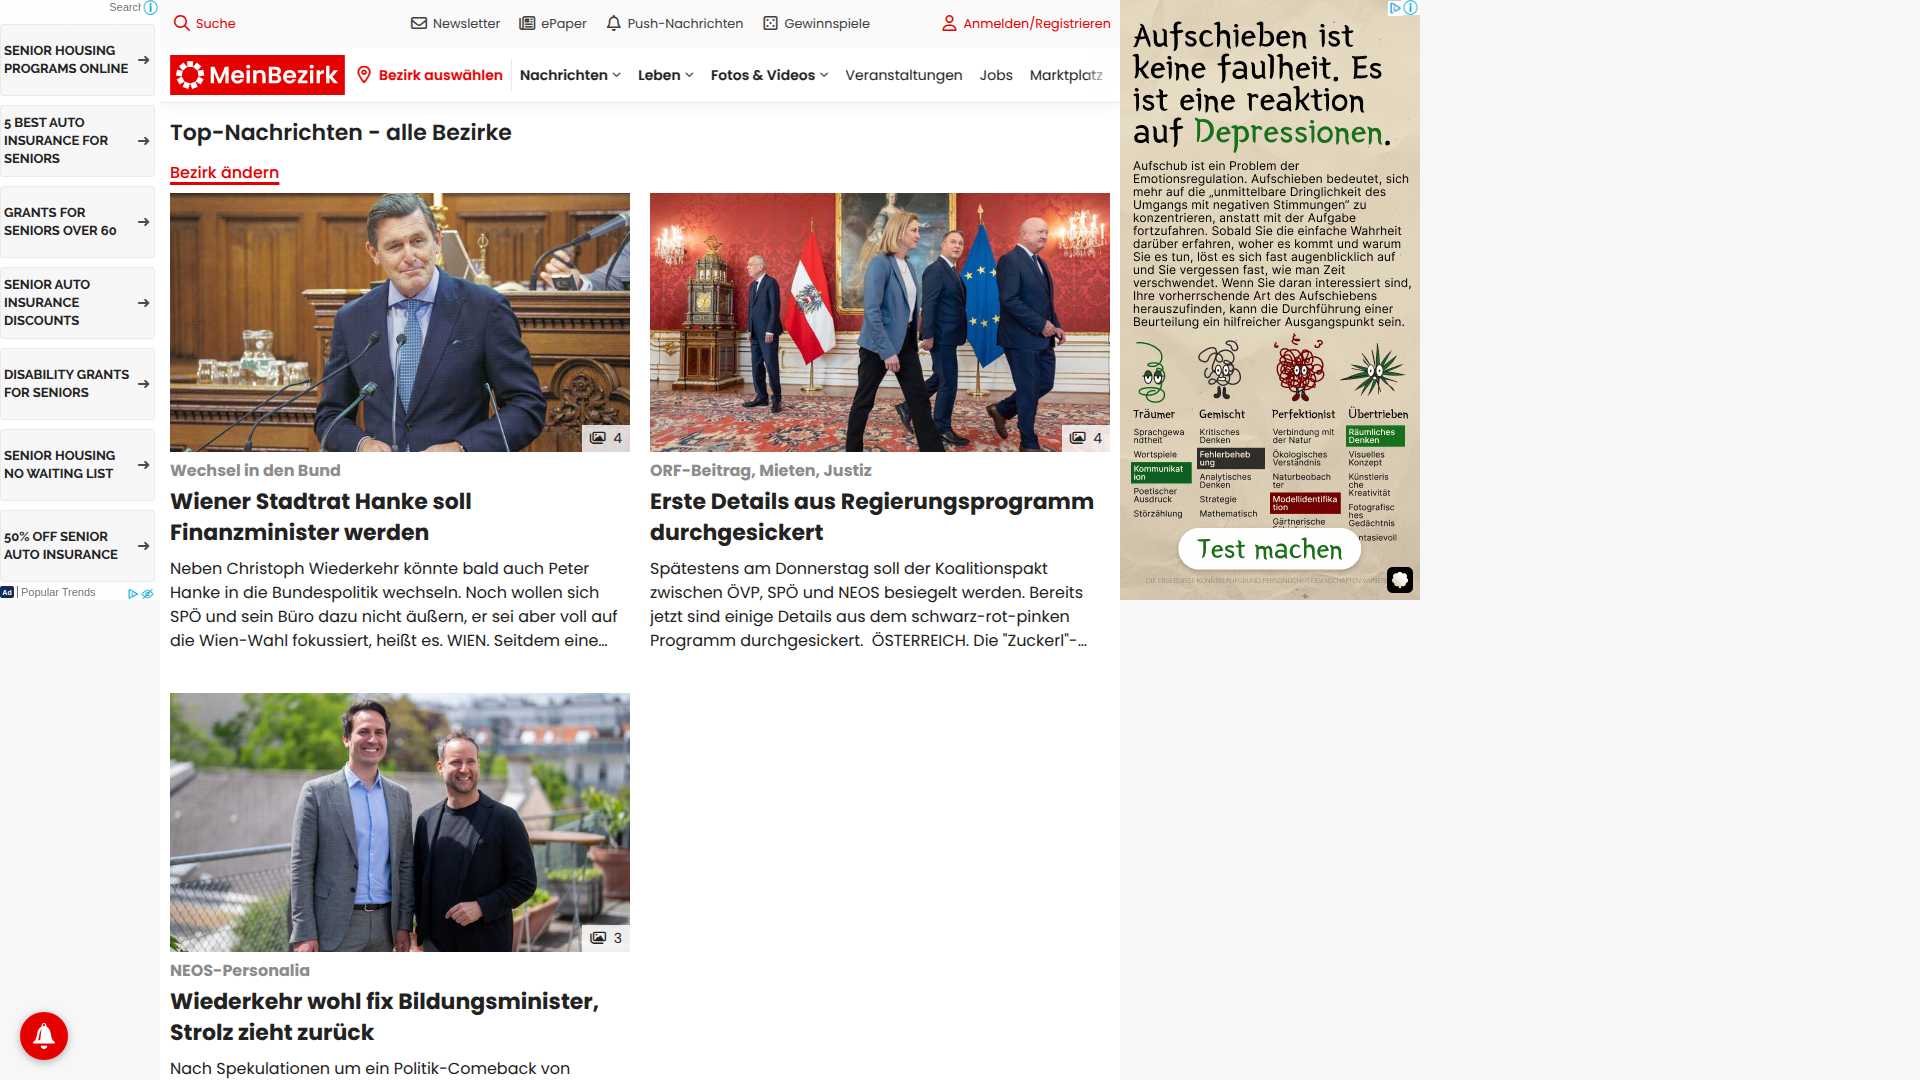 Search
SENIOR HOUSING
PROGRAMS ONLINE
5 BEST AUTO
INSURANCE FOR
SENIORS
GRANTS FOR
SENIORS OVER 60
SENIOR AUTO
INSURANCE
DISCOUNTS
DISABILITY GRANTS
FOR SENIORS
SENIOR HOUSING
NO WAITING LIST
50% OFF SENIOR
AUTO INSURANCE
Ad | Popular Trends
Suche
Newsletter ePaper Push-Nachrichten Gewinnspiele
Anmelden/Registrieren
MeinBezirk
Bezirk auswählen
Nachrichten Leben Fotos & Videos Veranstaltungen Jobs Marktplatz
Top-Nachrichten - alle Bezirke
Bezirk ändern
4
Wechsel in den Bund
Wiener Stadtrat Hanke soll
Finanzminister werden
Neben Christoph Wiederkehr könnte bald auch Peter
Hanke in die Bundespolitik wechseln. Noch wollen sich
SPÖ und sein Büro dazu nicht äußern, er sei aber voll auf
die Wien-Wahl fokussiert, heißt es. WIEN. Seitdem eine...
4
ORF-Beitrag, Mieten, Justiz
Erste Details aus Regierungsprogramm
durchgesickert
Spätestens am Donnerstag soll der Koalitionspakt
zwischen ÖVP, SPÖ und NEOS besiegelt werden. Bereits
jetzt sind einige Details aus dem schwarz-rot-pinken
Programm durchgesickert. ÖSTERREICH. Die "Zuckerl"-...
3
NEOS-Personalia
Wiederkehr wohl fix Bildungsminister,
Strolz zieht zurück
Nach Spekulationen um ein Politik-Comeback von
Aufschieben ist
keine faulheit. Es
ist eine reaktion
auf Depressionen.
Aufschub ist ein Problem der
Emotionsregulation. Aufschieben bedeutet, sich
mehr auf die „unmittelbare Dringlichkeit des
Umgangs mit negativen Stimmungen“ zu
konzentrieren, anstatt mit der Aufgabe
fortzufahren. Sobald Sie die einfache Wahrheit
darüber erfahren, woher es kommt und warum
Sie es tun, löst es sich fast augenblicklich auf
und Sie vergessen fast, wie man Zeit
verschwendet. Wenn Sie daran interessiert sind,
Ihre vorherrschende Art des Aufschiebens
herauszufinden, kann die Durchführung einer
Beurteilung ein hilfreicher Ausgangspunkt sein.
Träumer
Sprachgewa
ndtheit
Wortspiele
Kommunikat
ion
Poetischer
Ausdruck
Störzählung
Gemischt
Kritisches
Denken
Fehlerbeheb
ung
Analytisches
Denken
Strategie
Mathematisch
Perfektionist
Verbindung mit
der Natur
Ökologisches
Verständnis
Naturbeobach
ter
Modellidentifika
tion
Gärtnerische
Übertrieben
Räumliches
Denken
Visuelles
Konzept
Künstleris
che
Kreativität
Fotografisc
hes
Gedächtnis
ntasievoll
Test machen